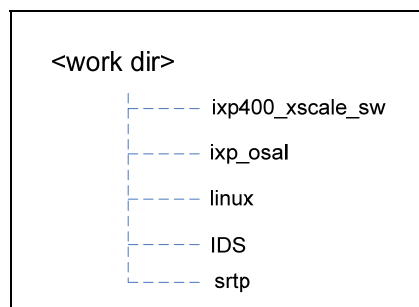 <work dir>
ixp400_xscale_sw
ixp_osal
linux
IDS
srtp